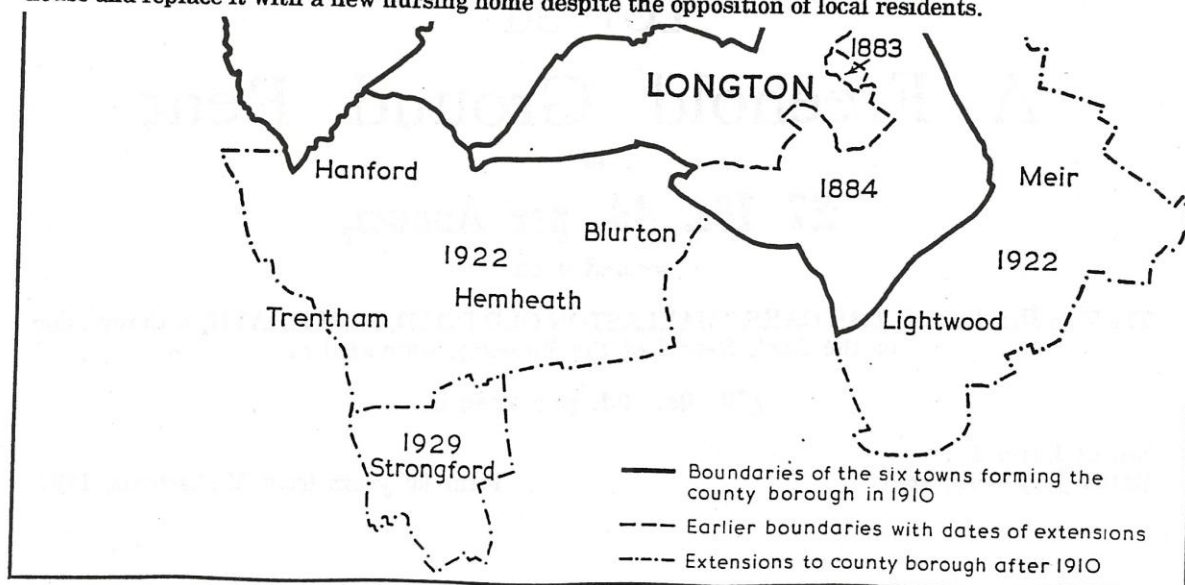 and replace it with a new nursing home despite the opposition of local residents.
1883
LONGTON
Hanford
1884
Meir
Blurton
1922
1922
Hemheath
Trentham
Lightwood
1929
Strongford
Boundaries of the six towns forming the
county borough in 1910
Earlier boundaries with dates of extensions
Extensions to county borough after 1910